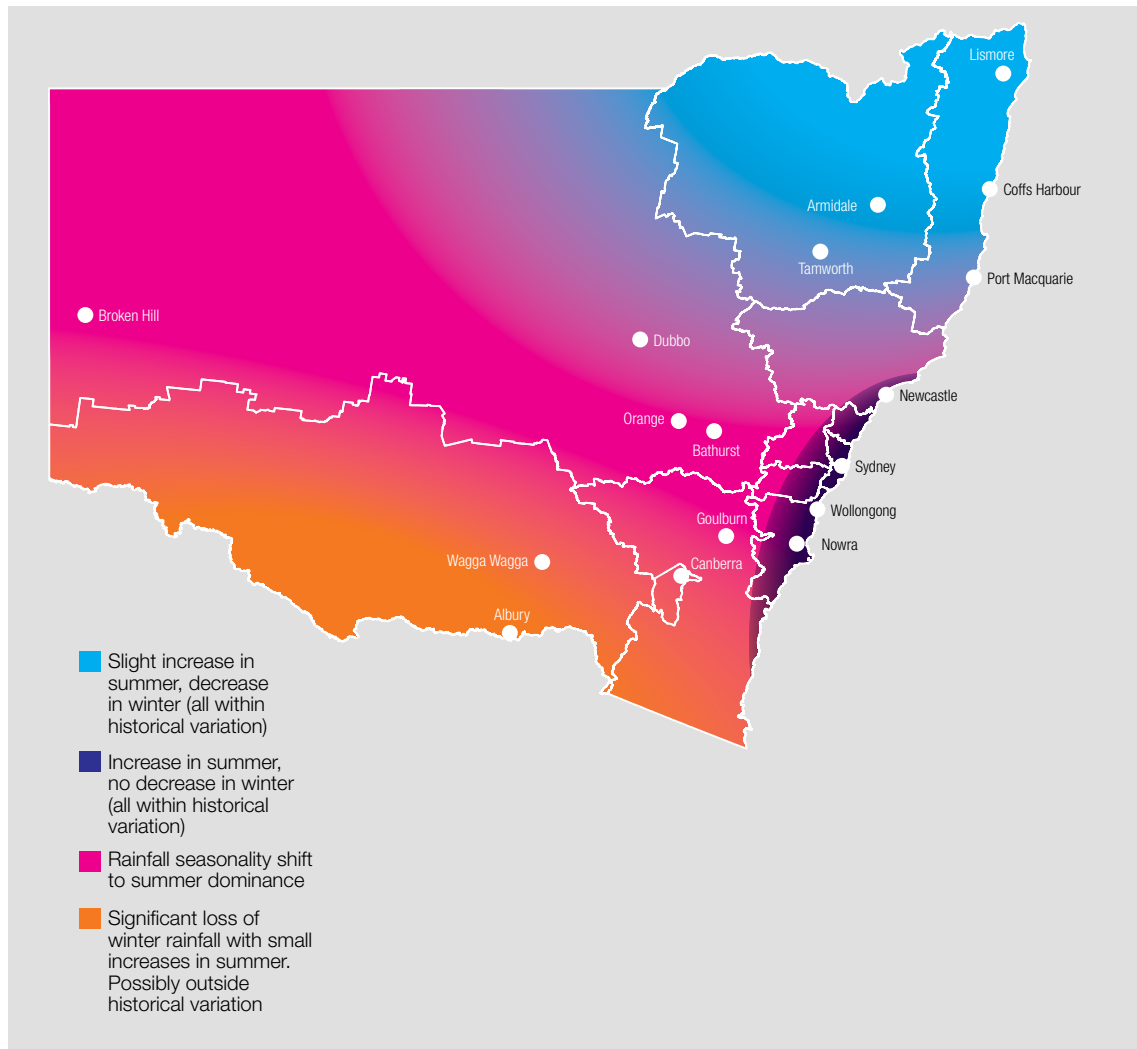 Lismore
Coffs Harbour
Armidale
Tamworth
Port Macquarie
Broken Hill
Dubbo
Newcastle
Orange
Bathurst
Sydney
Wollongong
Goulburn
Nowra
Wagga Wagga
Canberra
Albury
Slight increase in
summer, decrease
in winter (all within
historical variation)
Increase in summer,
no decrease in winter
(all within historical
variation)
Rainfall seasonality shift
to summer dominance
Significant loss of
winter rainfall with small
increases in summer.
Possibly outside
historical variation